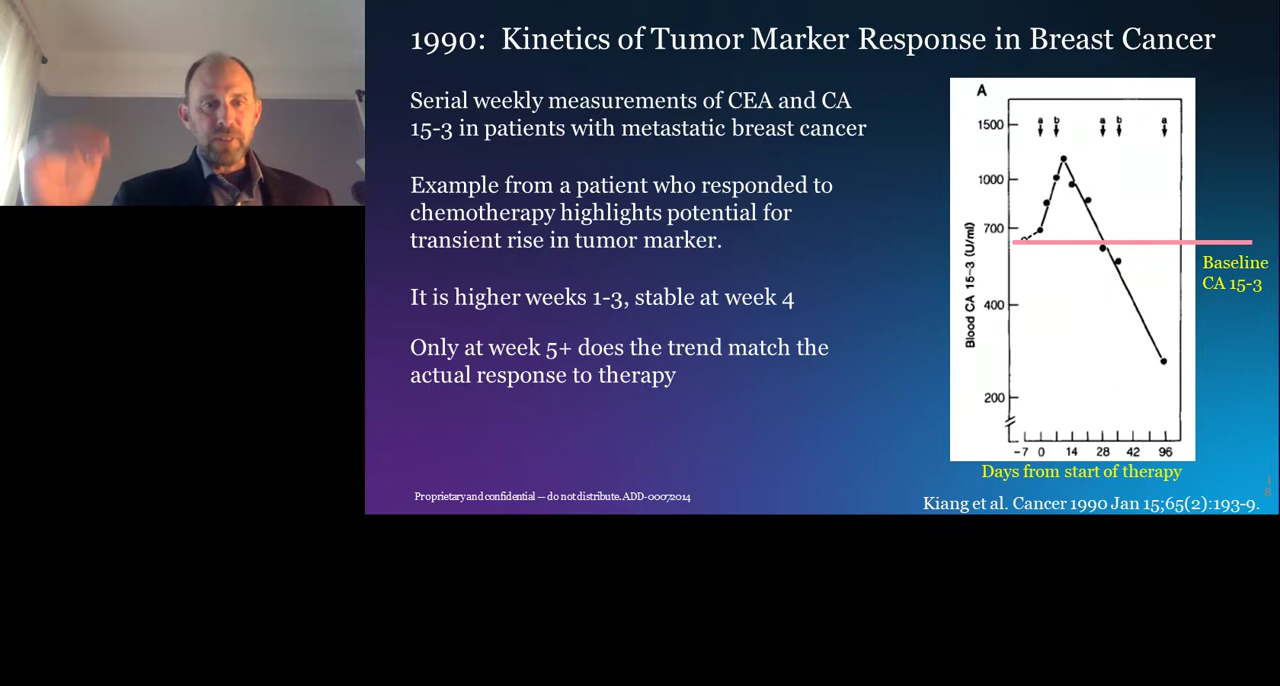 1990:  Kinetics of Tumor Marker Response in Breast Cancer
Serial weekly measurements of CEA and CA
15-3 in patients with metastatic breast cancer
Example from a patient who responded to
chemotherapy highlights potential for
transient rise in tumor marker.
It is higher weeks 1-3, stable at week 4
Only at week 5+ does the trend match the
actual response to therapy
A
a b a b a
1500
1000
700
400
200
Blood CA 15-3 (U/ml)
-7 0 14 28 42 96
Baseline
CA 15-3
Days from start of therapy
Proprietary and confidential — do not distribute. ADD-00072014
Kiang et al. Cancer 1990 Jan 15;65(2):193-9.